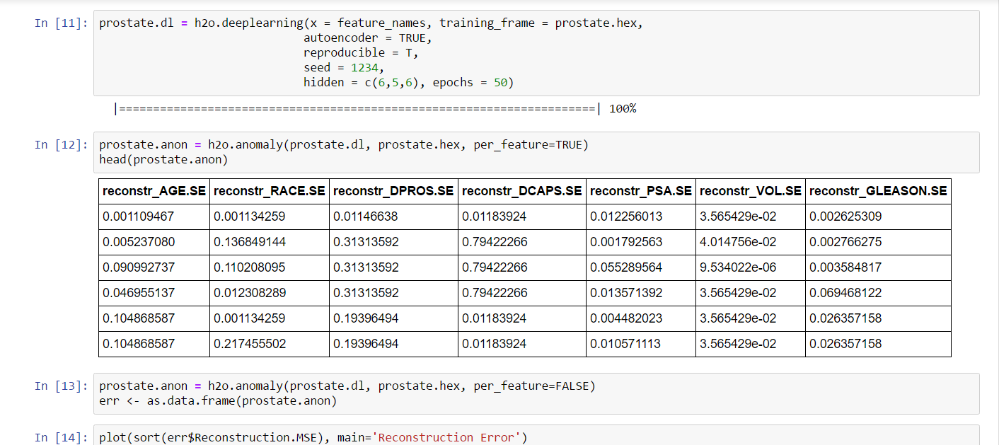 In [11]: prostate.dl = h2o.deeplearning(x = feature_names, training_frame = prostate.hex,
autoencoder = TRUE,
reproducible = T,
seed = 1234,
hidden = c(6,5,6), epochs = 50)
|======================================================================| 100%
In [12]: prostate.anon = h2o.anomaly(prostate.dl, prostate.hex, per_feature=TRUE)
head(prostate.anon)
reconstr_AGE.SE reconstr_RACE.SE reconstr_DPROS.SE reconstr_DCAPS.SE reconstr_PSA.SE reconstr_VOL.SE reconstr_GLEASON.SE
0.001109467 0.001134259 0.01146638 0.01183924 0.012256013 3.565429e-02 0.002625309
0.005237080 0.136849144 0.31313592 0.79422266 0.001792563 4.014756e-02 0.002766275
0.090992737 0.110208095 0.31313592 0.79422266 0.055289564 9.534022e-06 0.003584817
0.046955137 0.012308289 0.31313592 0.79422266 0.013571392 3.565429e-02 0.069468122
0.104868587 0.001134259 0.19396494 0.01183924 0.004482023 3.565429e-02 0.026357158
0.104868587 0.217455502 0.19396494 0.01183924 0.010571113 3.565429e-02 0.026357158
In [13]: prostate.anon = h2o.anomaly(prostate.dl, prostate.hex, per_feature=FALSE)
err <- as.data.frame(prostate.anon)
In [14]: plot(sort(err$Reconstruction.MSE), main='Reconstruction Error')